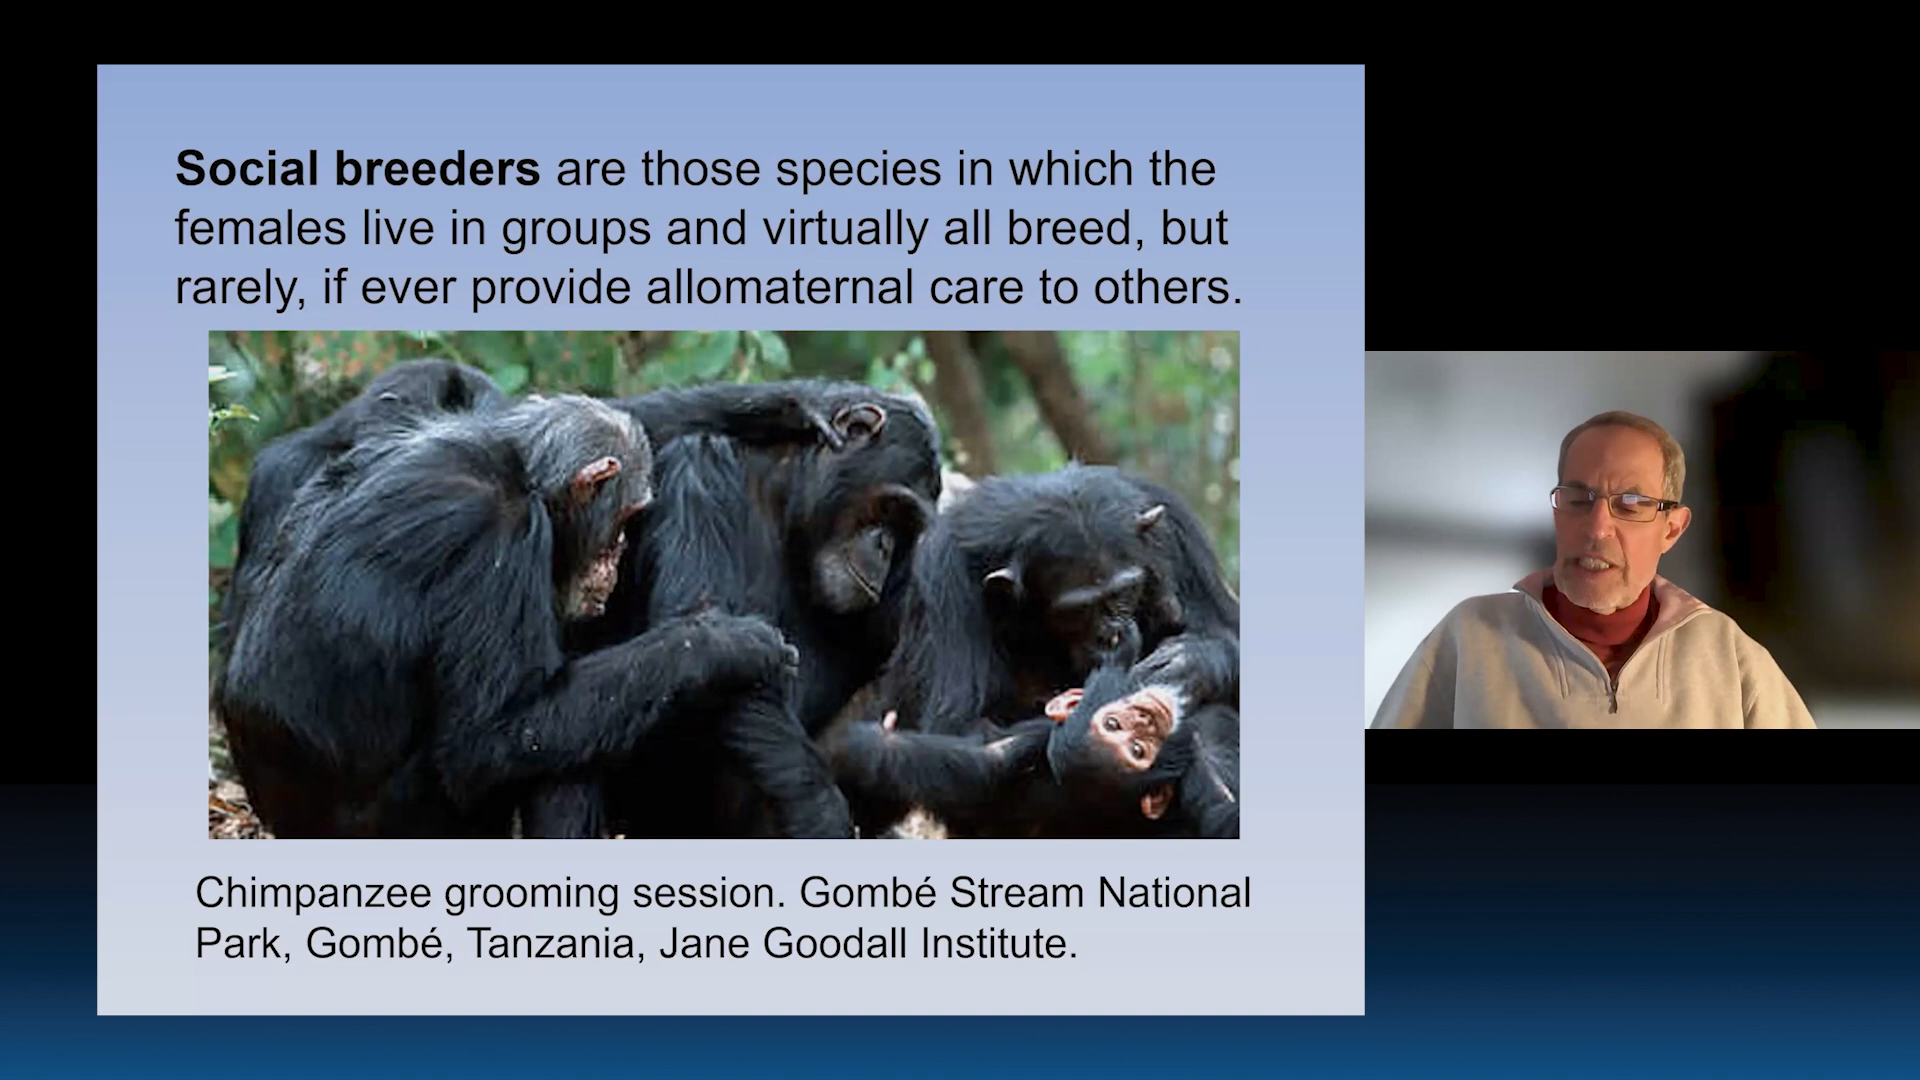 Social breeders are those species in which the
females live in groups and virtually all breed, but
rarely, if ever provide allomaternal care to others.
Chimpanzee grooming session. Gombé Stream National
Park, Gombé, Tanzania, Jane Goodall Institute.